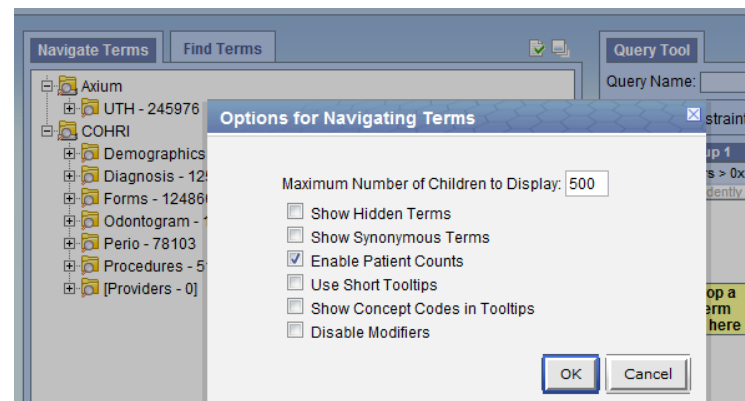 Navigate Terms
Find Terms
Query Tool
Axium
UTH - 245976
COHRI
Demographics
Diagnosis - 125
Forms - 12486
Odontogram - 1
Perio - 78103
Procedures - 5
[Providers - 0]
Query Name:
Options for Navigating Terms
Maximum Number of Children to Display: 500
Show Hidden Terms
Show Synonymous Terms
Enable Patient Counts
Use Short Tooltips
Show Concept Codes in Tooltips
Disable Modifiers
OK
Cancel
straint
up 1
s > 0x
dently
op a
erm
here